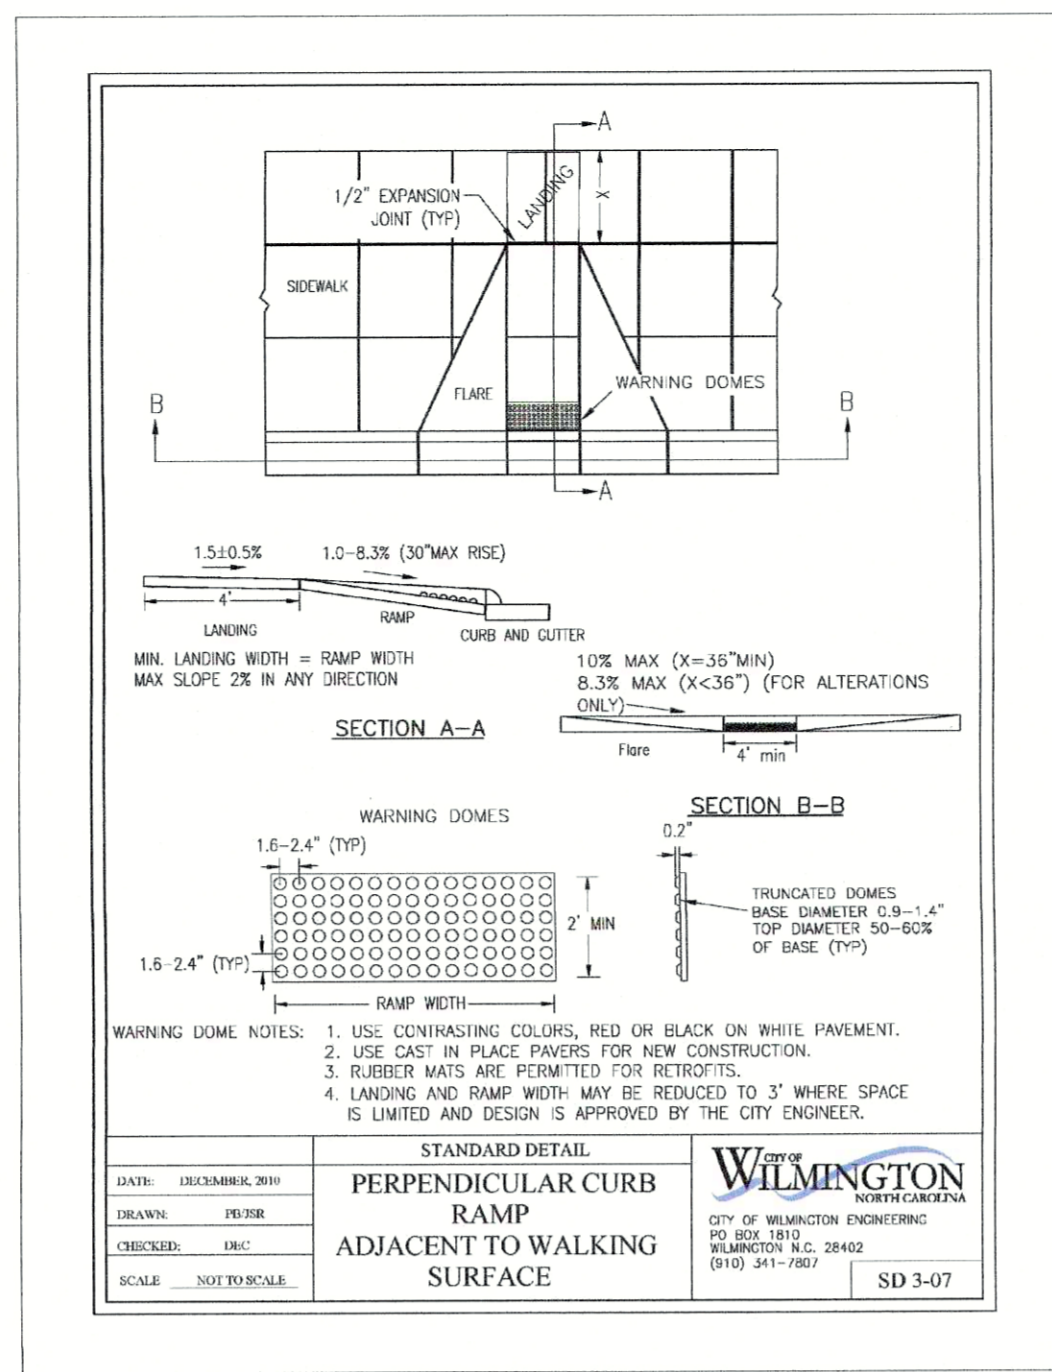 A
1/2" EXPANSION
JOINT (TYP)
LANDING
X
SIDEWALK
FLARE
WARNING DOMES
B
B
A
1.5±0.5%
1.0-8.3% (30"MAX RISE)
4'
LANDING
RAMP
CURB AND GUTTER
MIN. LANDING WIDTH = RAMP WIDTH
MAX SLOPE 2% IN ANY DIRECTION
SECTION A-A
10% MAX (X=36"MIN)
8.3% MAX (X<36") (FOR ALTERATIONS
ONLY)
Flare
4' min
SECTION B-B
WARNING DOMES
1.6-2.4" (TYP)
2' MIN
1.6-2.4" (TYP)
RAMP WIDTH
0.2"
TRUNCATED DOMES
BASE DIAMETER 0.9-1.4"
TOP DIAMETER 50-60%
OF BASE (TYP)
WARNING DOME NOTES: 1. USE CONTRASTING COLORS, RED OR BLACK ON WHITE PAVEMENT.
2. USE CAST IN PLACE PAVERS FOR NEW CONSTRUCTION.
3. RUBBER MATS ARE PERMITTED FOR RETROFITS.
4. LANDING AND RAMP WIDTH MAY BE REDUCED TO 3' WHERE SPACE
IS LIMITED AND DESIGN IS APPROVED BY THE CITY ENGINEER.
DATE: DECEMBER, 2010
DRAWN: PB/JSR
CHECKED: DEC
SCALE NOT TO SCALE
STANDARD DETAIL
PERPENDICULAR CURB
RAMP
ADJACENT TO WALKING
SURFACE
CITY OF
WILMINGTON
NORTH CAROLINA
CITY OF WILMINGTON ENGINEERING
PO BOX 1810
WILMINGTON N.C. 28402
(910) 341-7807
SD 3-07